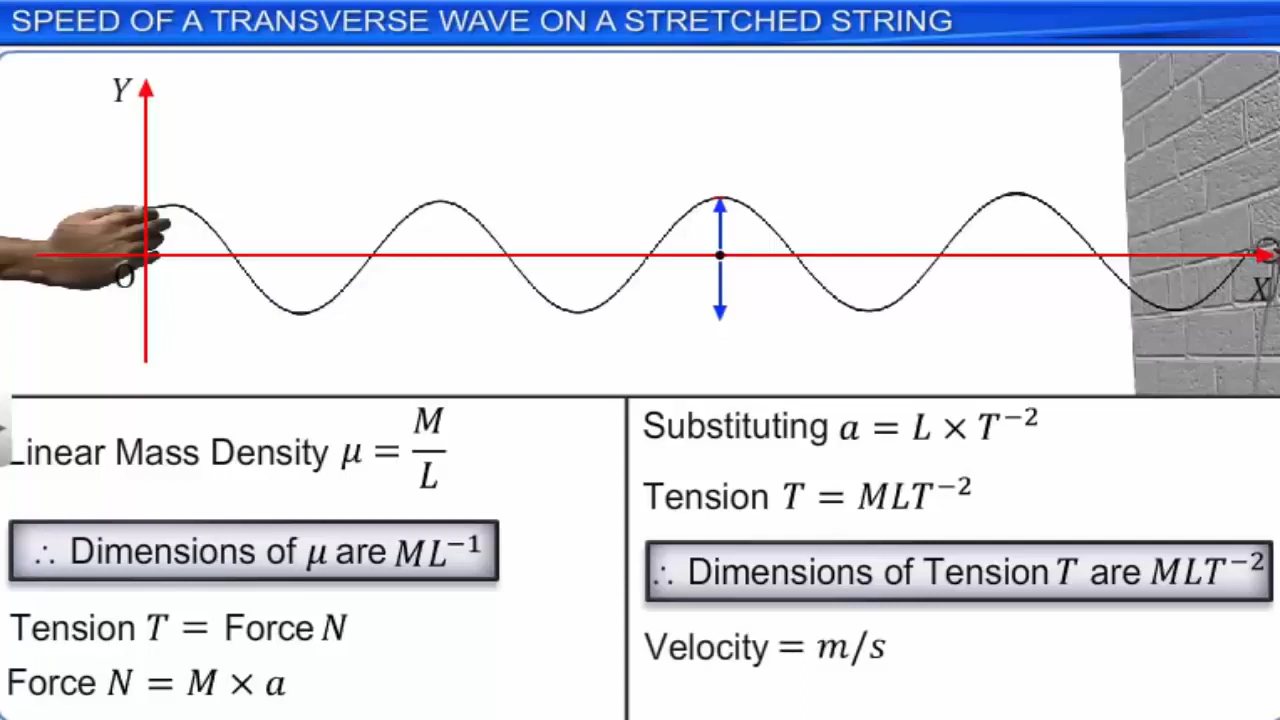 SPEED OF A TRANSVERSE WAVE ON A STRETCHED STRING
Y
O
X
Linear Mass Density μ = M/L
∴ Dimensions of μ are ML⁻¹
Tension T = Force N
Force N = M × a
Substituting a = L × T⁻²
Tension T = MLT⁻²
∴ Dimensions of Tension T are MLT⁻²
Velocity = m/s